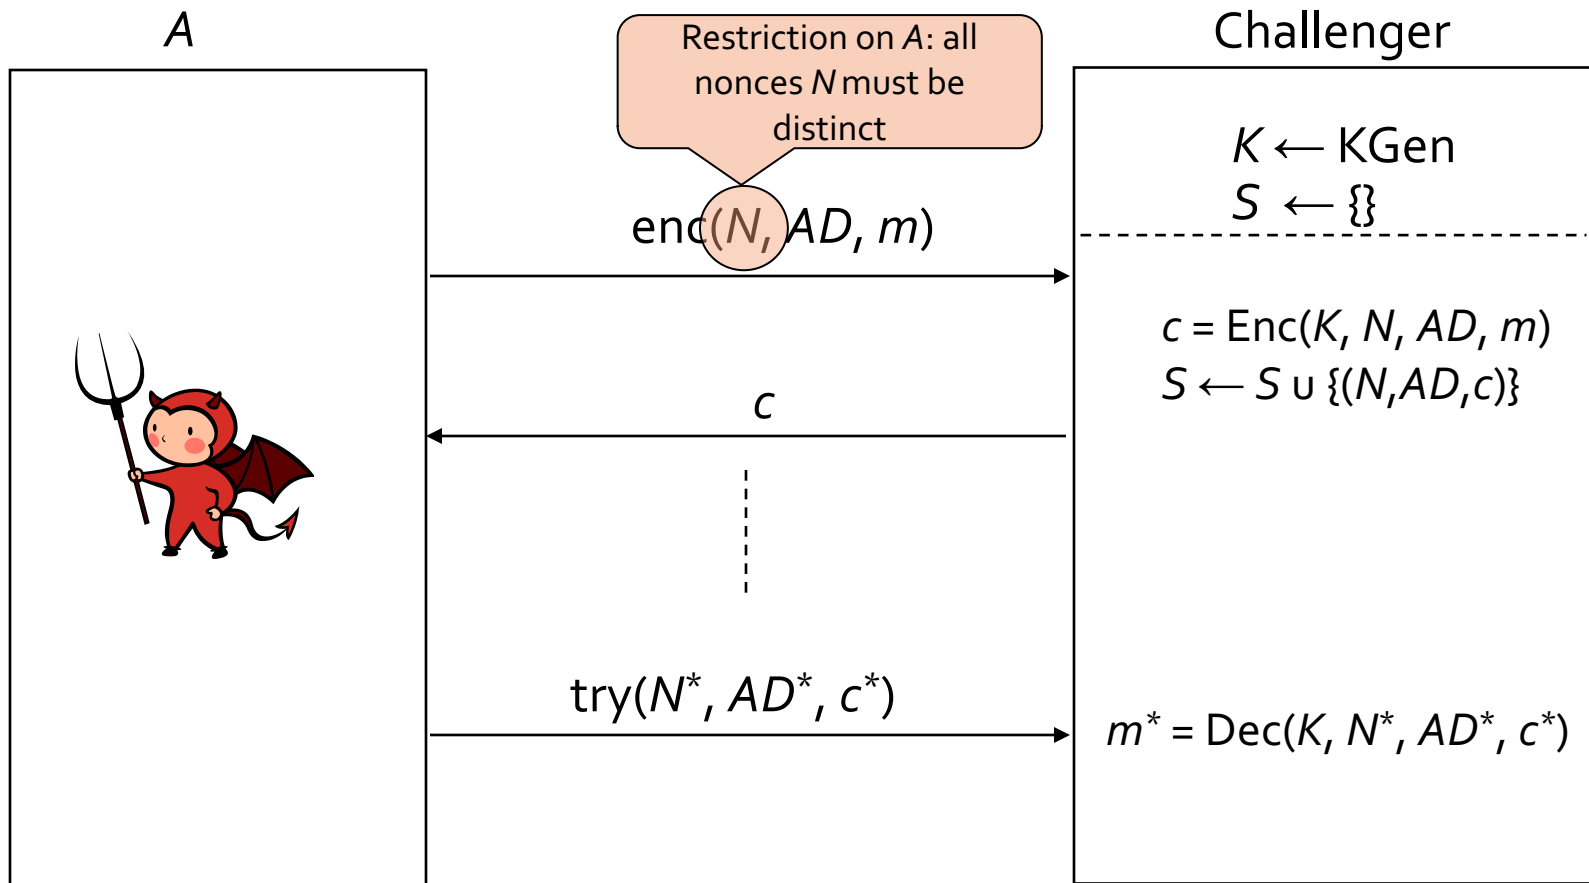 A
Restriction on A: all
nonces N must be
distinct
Challenger
K ← KGen
S ← {}
enc(N, AD, m)
c = Enc(K, N, AD, m)
S ← S ∪ {(N,AD,c)}
c
try(N*, AD*, c*)
m* = Dec(K, N*, AD*, c*)